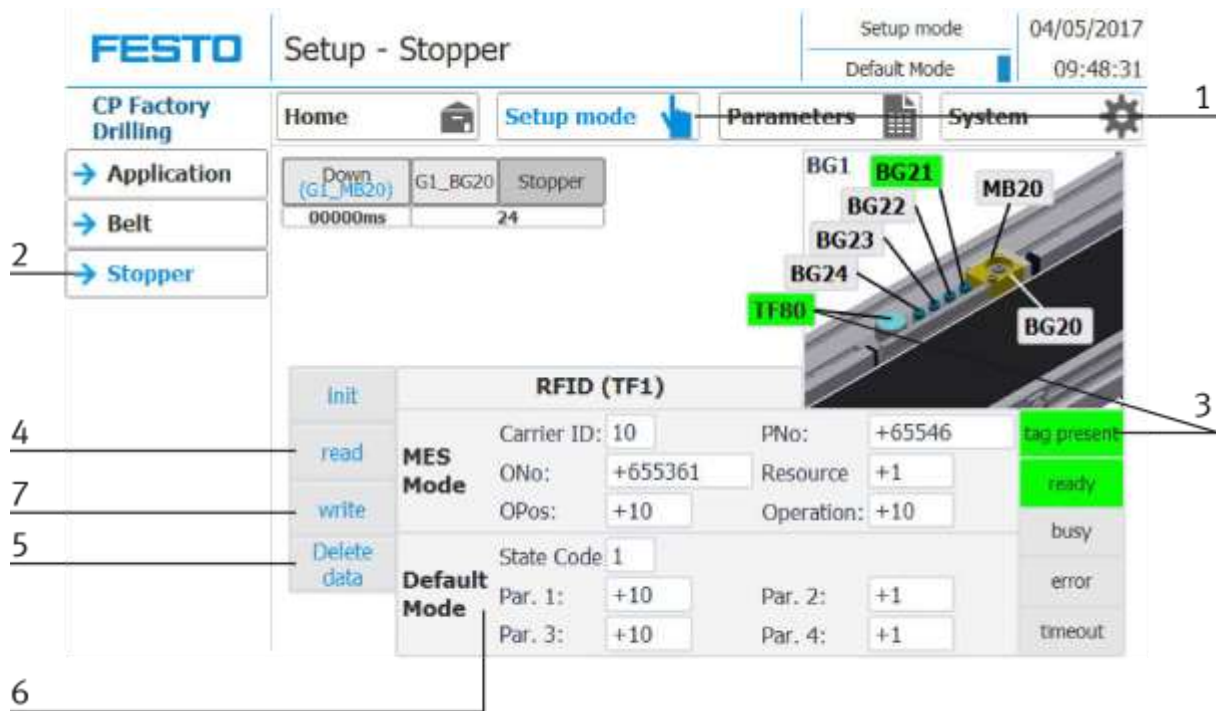 FESTO
Setup - Stopper
Setup mode
Default Mode
04/05/2017
09:48:31
CP Factory
Drilling
Home
Setup mode
Parameters
System
1
Application
Belt
2
Stopper
Down
(G1_MB20)
G1_BG20
Stopper
00000ms
24
BG1
BG21
MB20
BG22
BG23
BG24
TF80
BG20
3
Init
read
write
Delete
data
4
7
5
6
RFID (TF1)
MES
Mode
Carrier ID: 10
PNo: +65546
ONo: +655361
Resource +1
OPos: +10
Operation: +10
Default
Mode
State Code 1
Par. 1: +10
Par. 2: +1
Par. 3: +10
Par. 4: +1
tag present
ready
busy
error
timeout